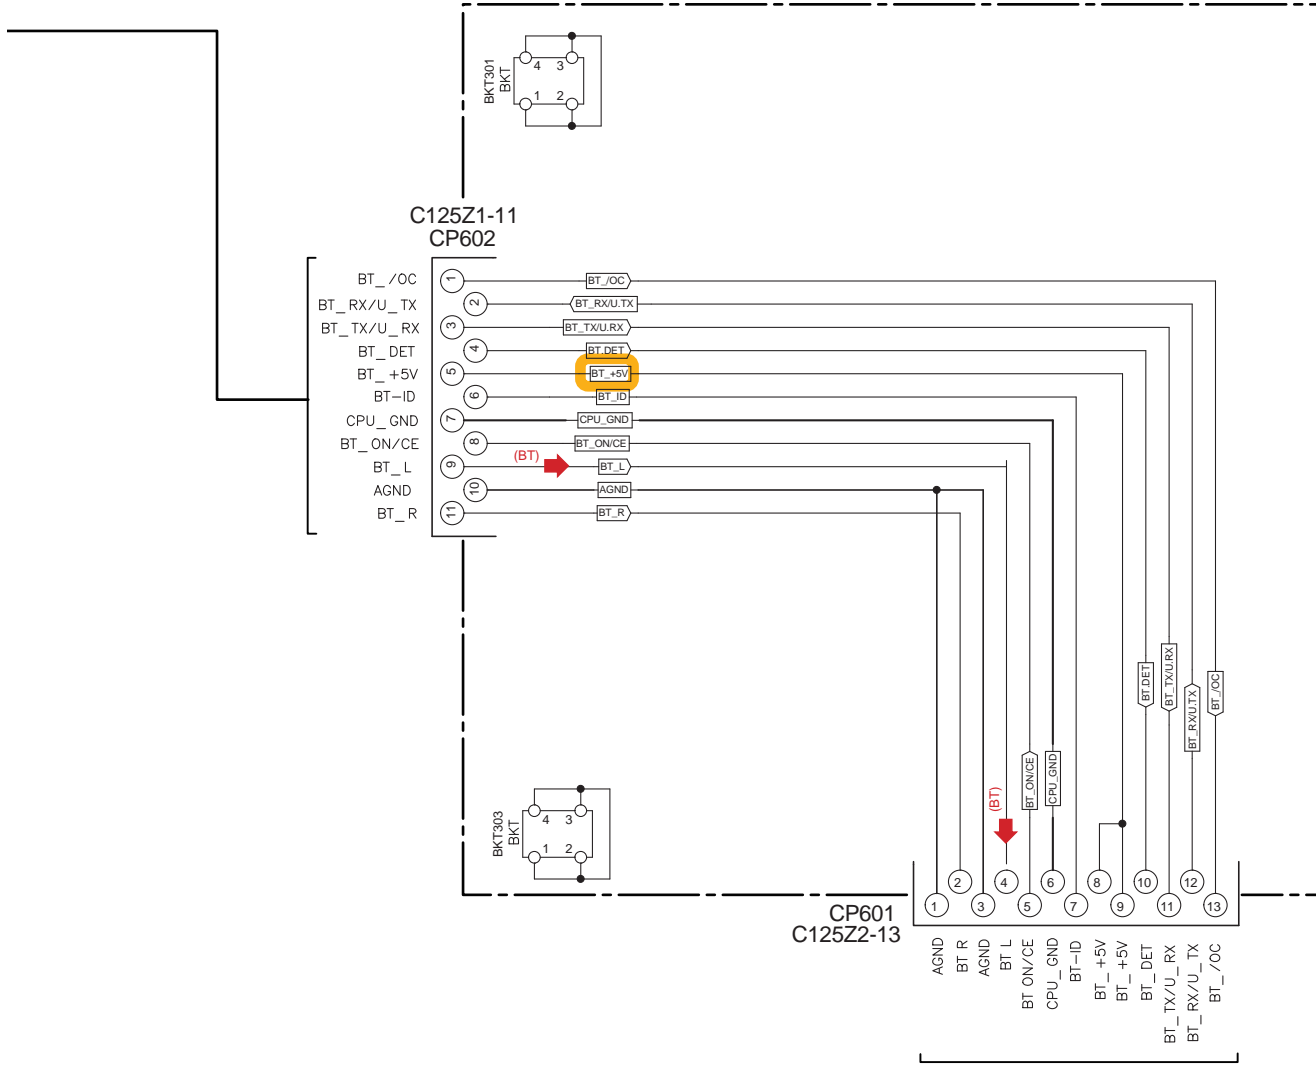 BKT301
BKT
4 3
1 2
C125Z1-11
CP602
BT_/OC 1 BT_/OC
BT_RX/U_TX 2 BT_RX/U.TX
BT_TX/U_RX 3 BT_TX/U.RX
BT_DET 4 BT.DET
BT_+5V 5 BT_+5V
BT-ID 6 BT_ID
CPU_GND 7 CPU_GND
BT_ON/CE 8 BT_ON/CE
BT_L 9 (BT) BT_L
AGND 10 AGND
BT_R 11 BT_R
BT.DET
BT_TX/U.RX
BT_RX/U.TX
BT_/OC
BT_ON/CE
CPU_GND
(BT)
BKT303
BKT
4 3
1 2
2 4 6 8 10 12
1 3 5 7 9 11 13
CP601
C125Z2-13
AGND
BT R
AGND
BT L
BT ON/CE
CPU_GND
BT-ID
BT_+5V
BT_+5V
BT_DET
BT_TX/U_RX
BT_RX/U_TX
BT_/OC